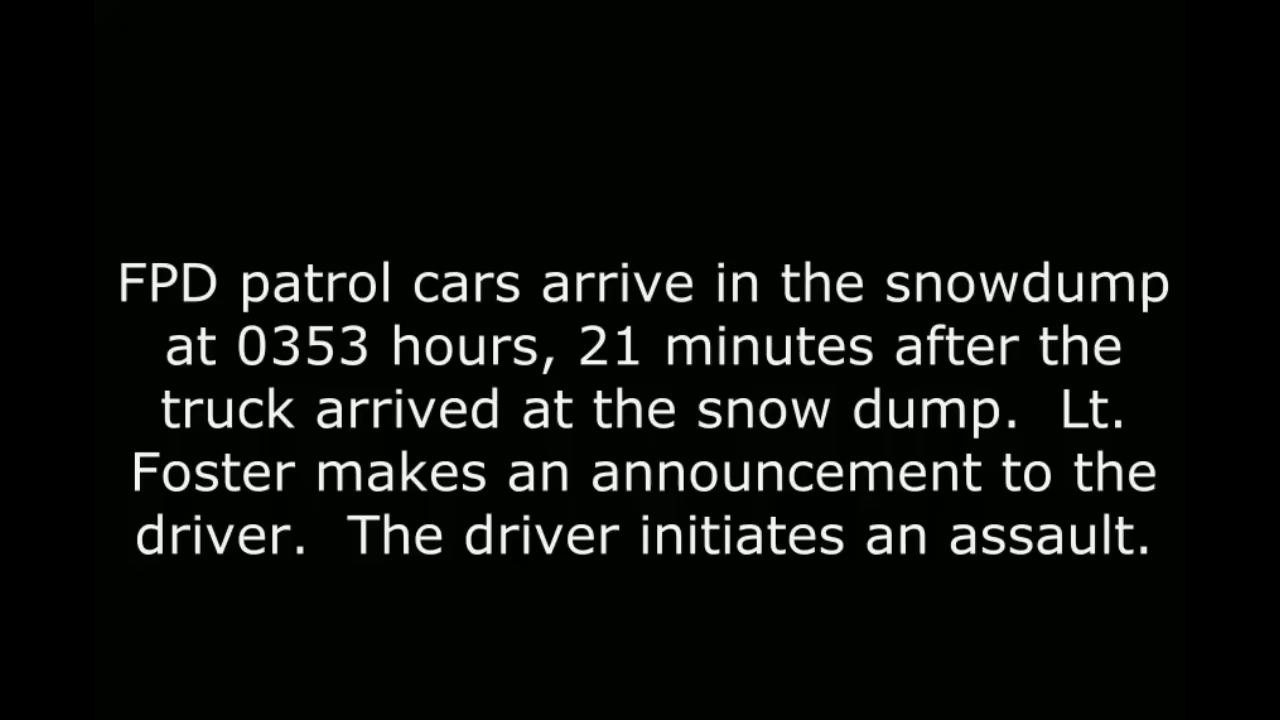 FPD patrol cars arrive in the snowdump
at 0353 hours, 21 minutes after the
truck arrived at the snow dump.  Lt.
Foster makes an announcement to the
driver.  The driver initiates an assault.